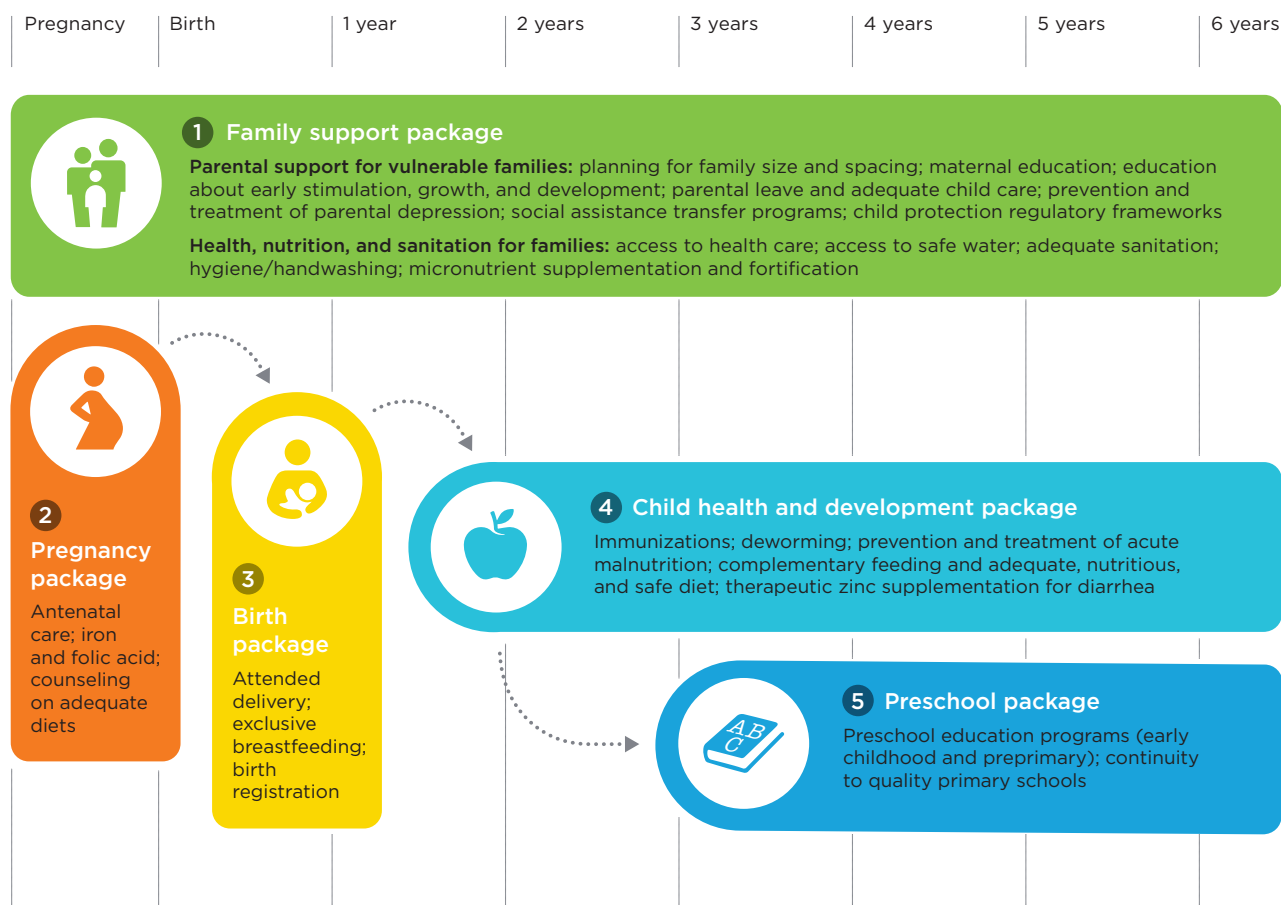 Pregnancy Birth 1 year 2 years 3 years 4 years 5 years 6 years
1 Family support package
Parental support for vulnerable families: planning for family size and spacing; maternal education; education
about early stimulation, growth, and development; parental leave and adequate child care; prevention and
treatment of parental depression; social assistance transfer programs; child protection regulatory frameworks
Health, nutrition, and sanitation for families: access to health care; access to safe water; adequate sanitation;
hygiene/handwashing; micronutrient supplementation and fortification
2
Pregnancy
package
Antenatal
care; iron
and folic acid;
counseling
on adequate
diets
3
Birth
package
Attended
delivery;
exclusive
breastfeeding;
birth
registration
4 Child health and development package
Immunizations; deworming; prevention and treatment of acute
malnutrition; complementary feeding and adequate, nutritious,
and safe diet; therapeutic zinc supplementation for diarrhea
A B
C
5 Preschool package
Preschool education programs (early
childhood and preprimary); continuity
to quality primary schools